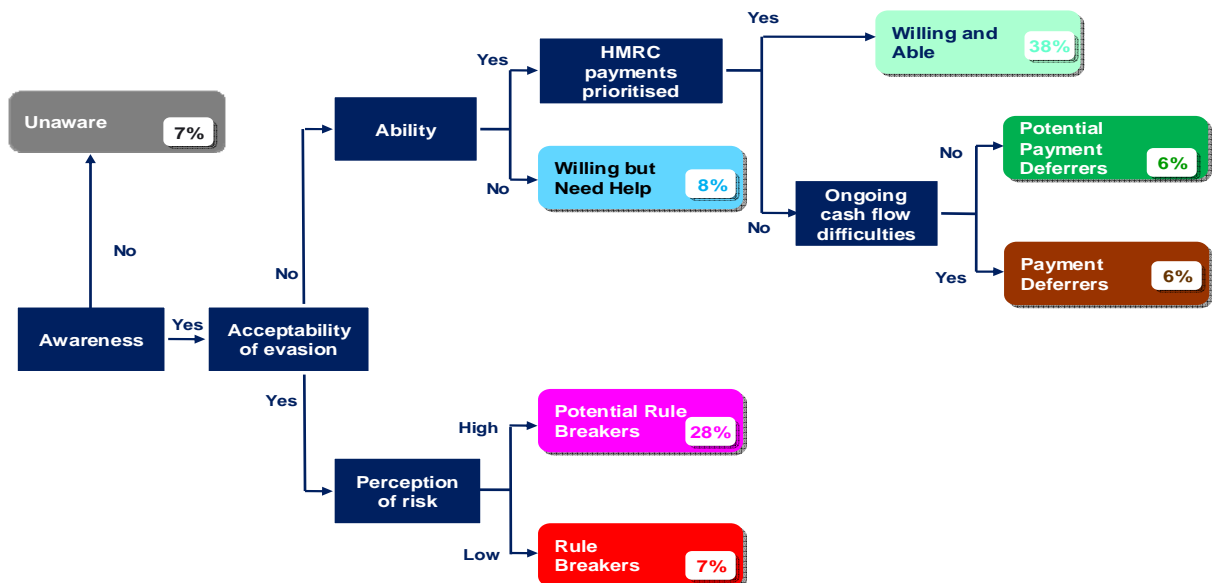 Unaware
7%
No
Awareness
Yes
Acceptability
of evasion
No
Yes
Ability
Yes
No
HMRC
payments
prioritised
Willing but
Need Help
8%
Yes
No
Willing and
Able
38%
Ongoing
cash flow
difficulties
No
Yes
Potential
Payment
Deferrers
6%
Payment
Deferrers
6%
Perception
of risk
High
Low
Potential Rule
Breakers
28%
Rule
Breakers
7%